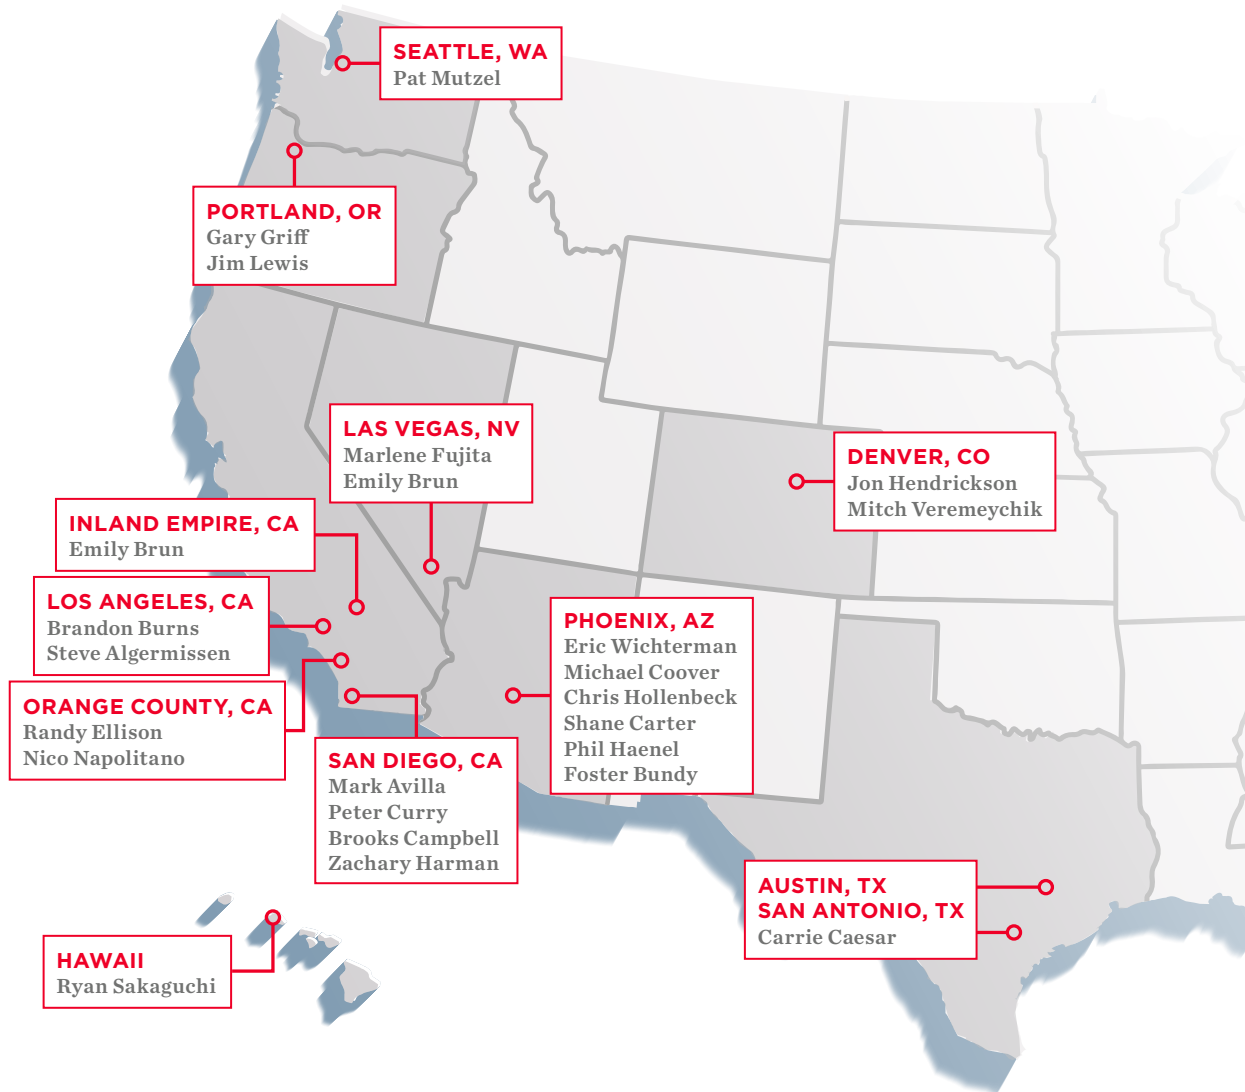 SEATTLE, WA
Pat Mutzel
PORTLAND, OR
Gary Griff
Jim Lewis
LAS VEGAS, NV
Marlene Fujita
Emily Brun
DENVER, CO
Jon Hendrickson
Mitch Veremeychik
INLAND EMPIRE, CA
Emily Brun
LOS ANGELES, CA
Brandon Burns
Steve Algermissen
PHOENIX, AZ
Eric Wichterman
Michael Coover
Chris Hollenbeck
Shane Carter
Phil Haenel
Foster Bundy
ORANGE COUNTY, CA
Randy Ellison
Nico Napolitano
SAN DIEGO, CA
Mark Avilla
Peter Curry
Brooks Campbell
Zachary Harman
AUSTIN, TX
SAN ANTONIO, TX
Carrie Caesar
HAWAII
Ryan Sakaguchi